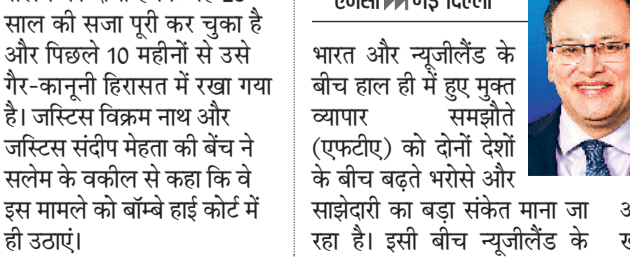 साल की सजा पूरी कर चुका है
और पिछले 10 महीनों से उसे
गैर-कानूनी हिरासत में रखा गया
है। जस्टिस विक्रम नाथ और
जस्टिस संदीप मेहता की बेंच ने
सलेम के वकील से कहा कि वे
इस मामले को बॉम्बे हाई कोर्ट में
ही उठाएं।
भारत और न्यूजीलैंड के
बीच हाल ही में हुए मुक्त
व्यापार समझौते
(एफटीए) को दोनों देशों
के बीच बढ़ते भरोसे और
साझेदारी का बड़ा संकेत माना जा
रहा है। इसी बीच न्यूजीलैंड के